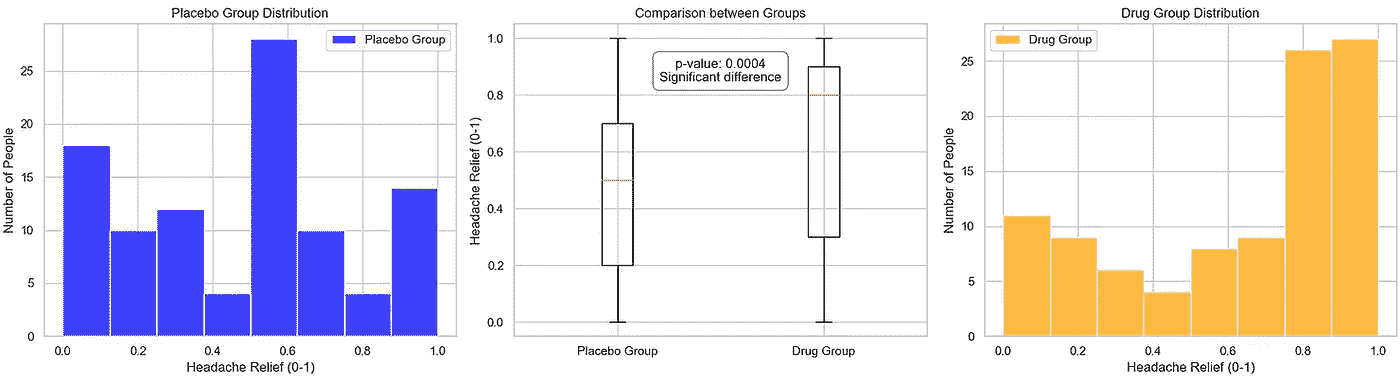 Placebo Group Distribution
Placebo Group
Number of People
0
5
10
15
20
25
0.0 0.2 0.4 0.6 0.8 1.0
Headache Relief (0-1)
Comparison between Groups
p-value: 0.0004
Significant difference
Headache Relief (0-1)
1.0
0.8
0.6
0.4
0.2
0.0
Placebo Group Drug Group
Drug Group Distribution
Drug Group
Number of People
25
20
15
10
5
0
0.0 0.2 0.4 0.6 0.8 1.0
Headache Relief (0-1)